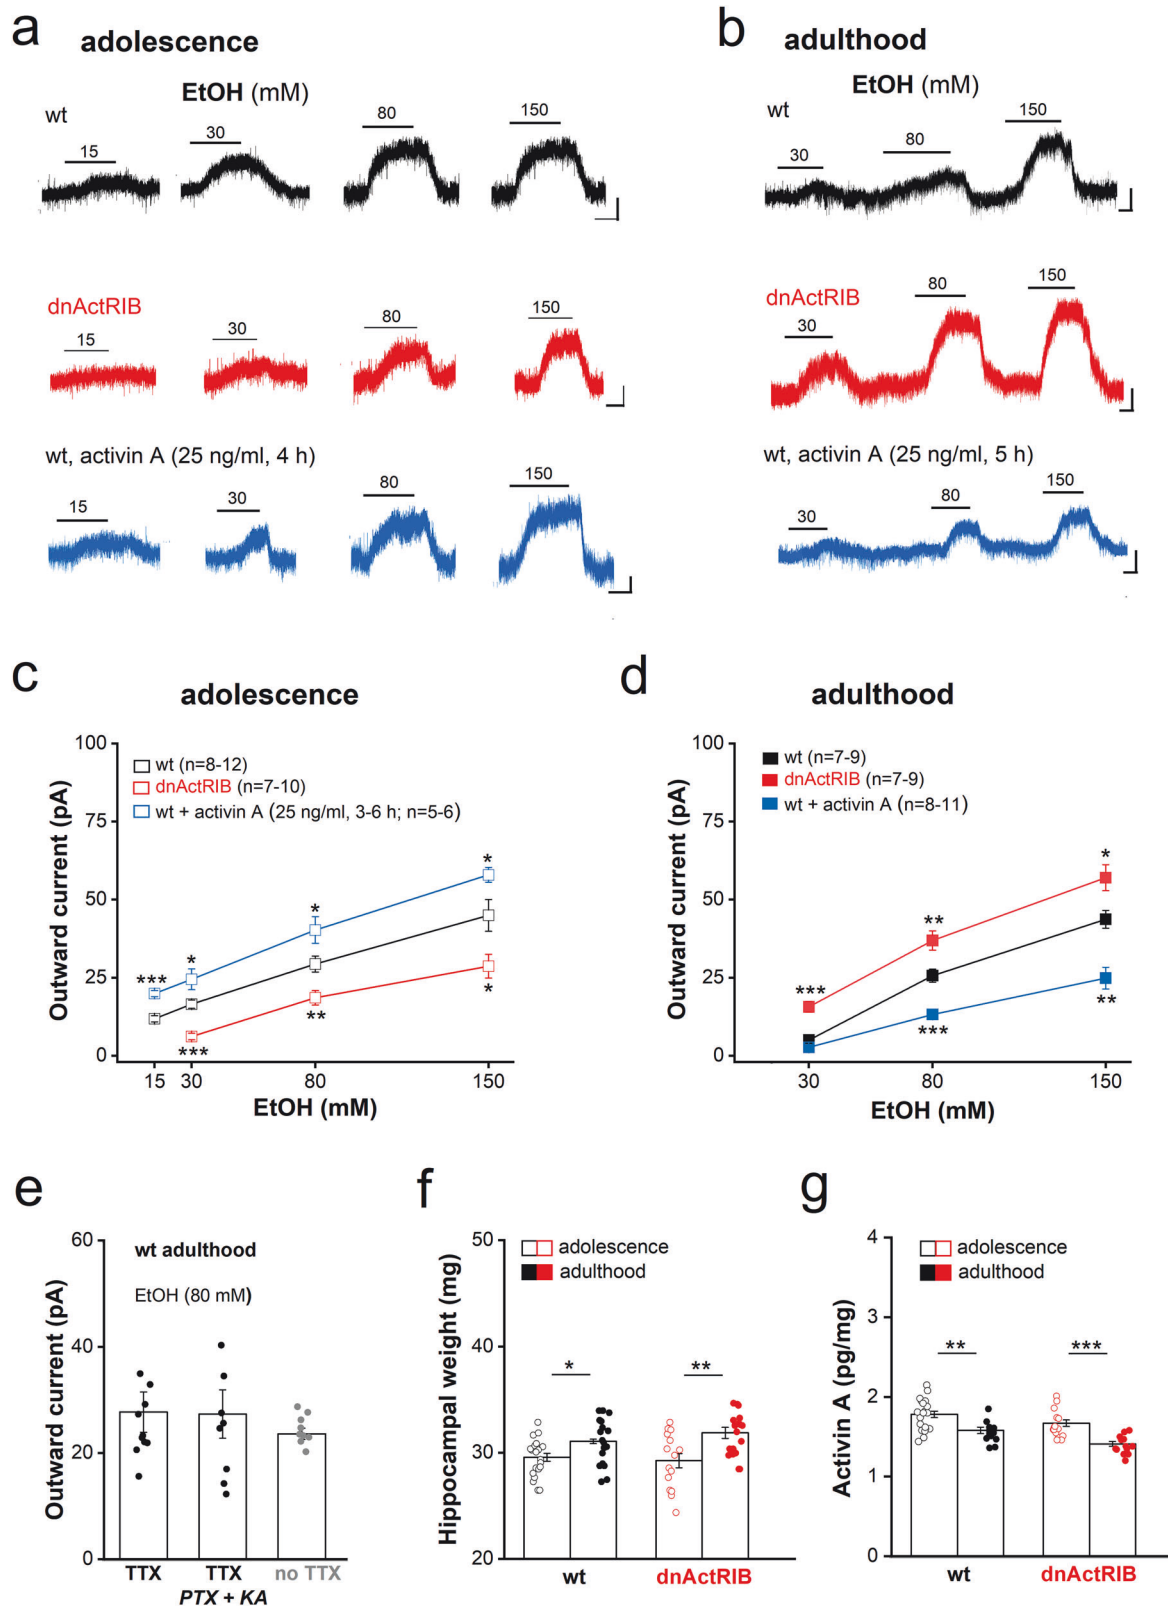 a adolescence
EtOH (mM)
wt
15
30
80
150
dnActRIB
15
30
80
150
wt, activin A (25 ng/ml, 4 h)
15
30
80
150
b adulthood
EtOH (mM)
wt
30
80
150
dnActRIB
30
80
150
wt, activin A (25 ng/ml, 5 h)
30
80
150
c adolescence
Outward current (pA)
100
75
50
25
0
wt (n=8-12)
dnActRIB (n=7-10)
wt + activin A (25 ng/ml, 3-6 h; n=5-6)
*** * * *
*** ** *
15 30 80 150
EtOH (mM)
d adulthood
Outward current (pA)
100
75
50
25
0
wt (n=7-9)
dnActRIB (n=7-9)
wt + activin A (n=8-11)
*** ** *
*** **
30 80 150
EtOH (mM)
e
Outward current (pA)
60
40
20
0
wt adulthood
EtOH (80 mM)
TTX TTX no TTX
PTX + KA
f
Hippocampal weight (mg)
50
40
30
20
adolescence
adulthood
* **
wt dnActRIB
g
Activin A (pg/mg)
4
3
2
1
0
adolescence
adulthood
** ***
wt dnActRIB